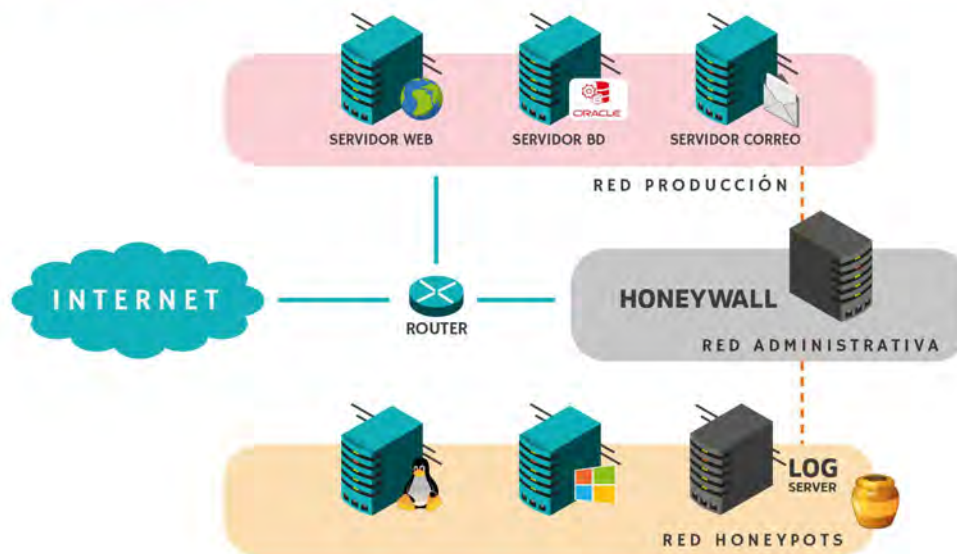 ORACLE
SERVIDOR WEB
SERVIDOR BD
SERVIDOR CORREO
RED PRODUCCIÓN
INTERNET
ROUTER
HONEYWALL
RED ADMINISTRATIVA
LOG
SERVER
RED HONEYPOTS